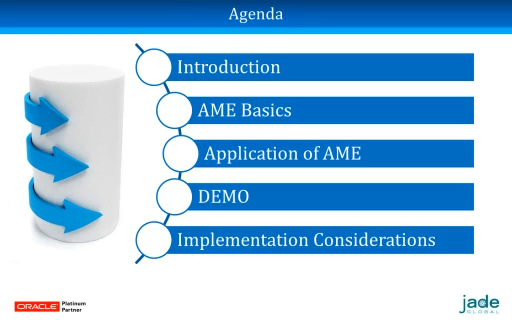 Agenda
Introduction
AME Basics
Application of AME
DEMO
Implementation Considerations
ORACLE Platinum
Partner
jade
GLOBAL